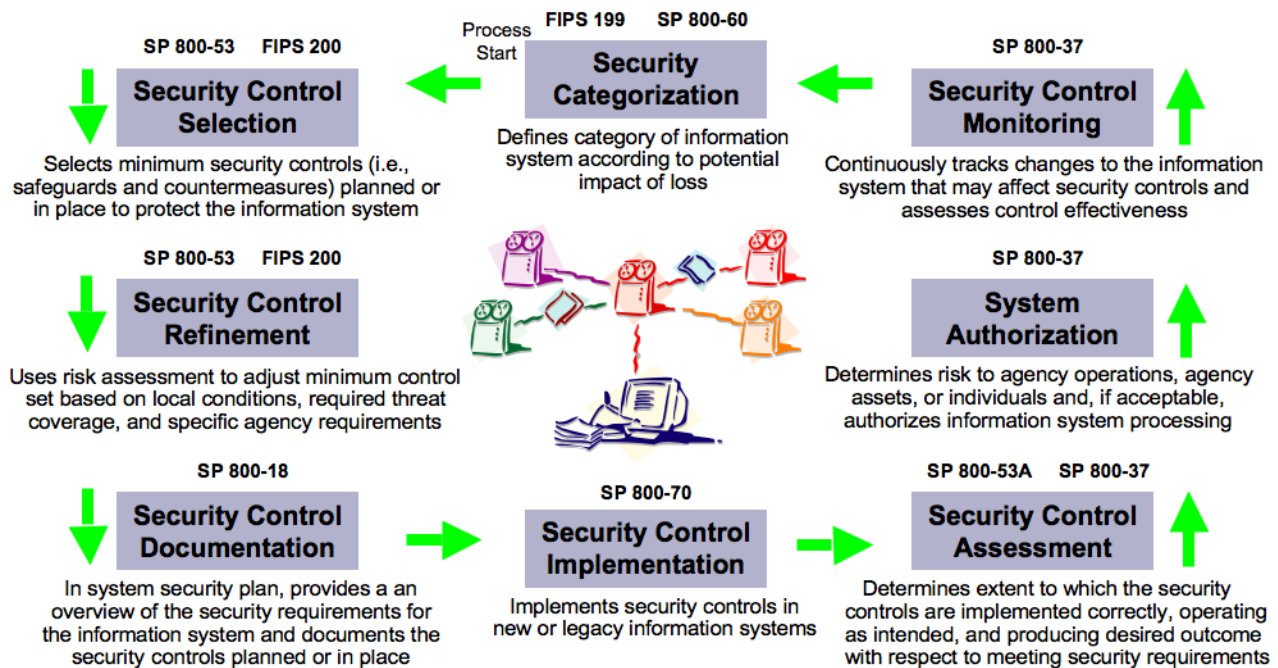 Process
Start
FIPS 199 SP 800-60
Security
Categorization
Defines category of information
system according to potential
impact of loss
SP 800-53 FIPS 200
Security Control
Selection
Selects minimum security controls (i.e.,
safeguards and countermeasures) planned or
in place to protect the information system
SP 800-53 FIPS 200
Security Control
Refinement
Uses risk assessment to adjust minimum control
set based on local conditions, required threat
coverage, and specific agency requirements
SP 800-18
Security Control
Documentation
In system security plan, provides a an
overview of the security requirements for
the information system and documents the
security controls planned or in place
SP 800-70
Security Control
Implementation
Implements security controls in
new or legacy information systems
SP 800-53A SP 800-37
Security Control
Assessment
Determines extent to which the security
controls are implemented correctly, operating
as intended, and producing desired outcome
with respect to meeting security requirements
SP 800-37
System
Authorization
Determines risk to agency operations, agency
assets, or individuals and, if acceptable,
authorizes information system processing
SP 800-37
Security Control
Monitoring
Continuously tracks changes to the information
system that may affect security controls and
assesses control effectiveness